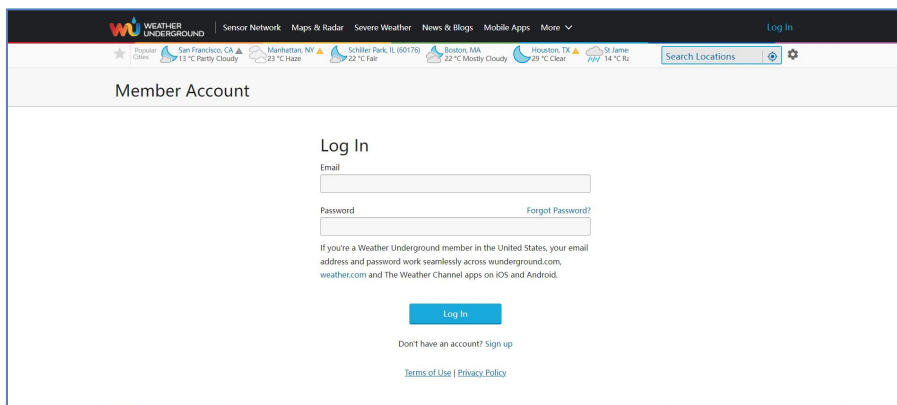 WEATHER
UNDERGROUND
Sensor Network Maps & Radar Severe Weather News & Blogs Mobile Apps More Log In
Popular Cities
San Francisco, CA
13 °C Partly Cloudy
Manhattan, NY
23 °C Haze
Schiller Park, IL (60176)
22 °C Fair
Boston, MA
22 °C Mostly Cloudy
Houston, TX
29 °C Clear
St Jame
14 °C Ra
Search Locations
Member Account
Log In
Email
Password Forgot Password?
If you're a Weather Underground member in the United States, your email
address and password work seamlessly across wunderground.com,
weather.com and The Weather Channel apps on iOS and Android.
Log In
Don't have an account? Sign up
Terms of Use | Privacy Policy